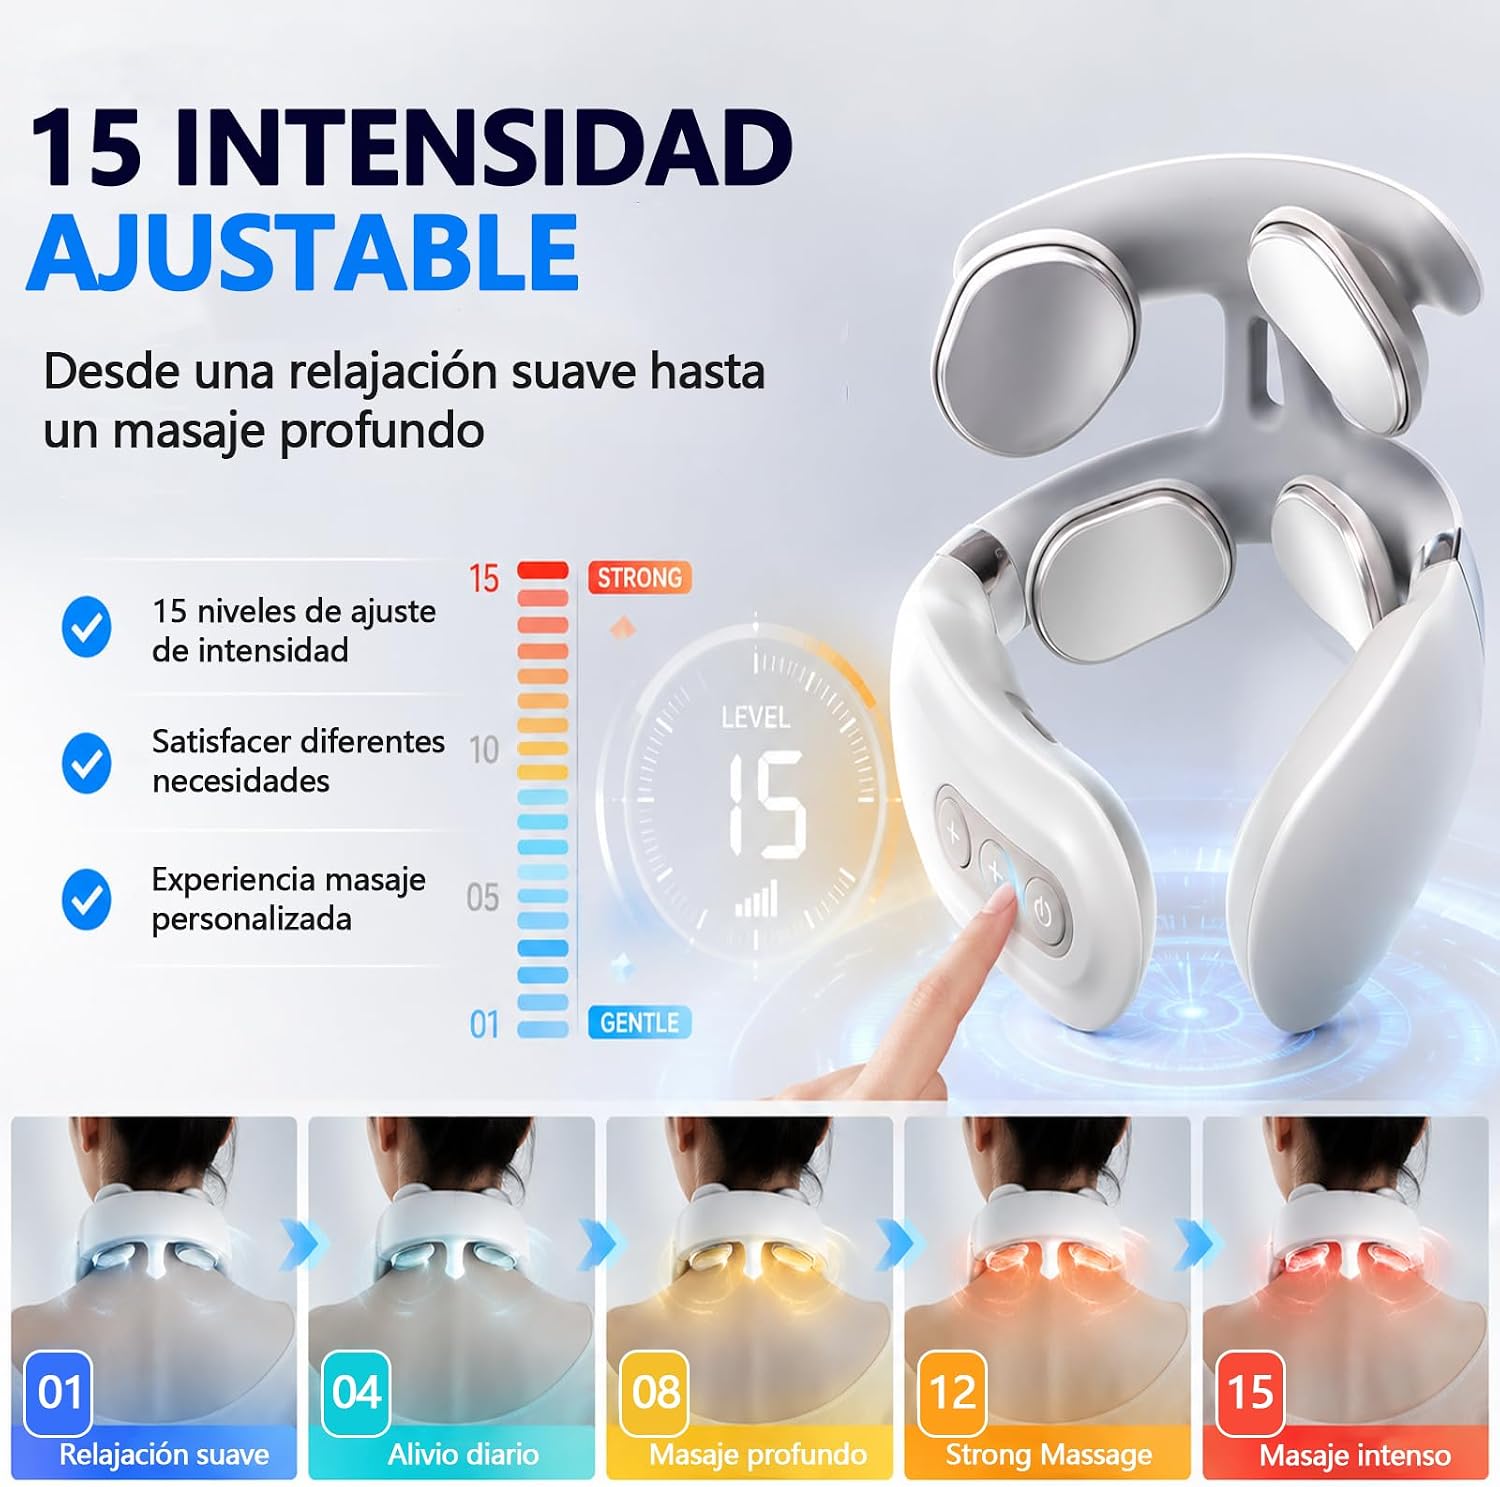 15 INTENSIDAD
AJUSTABLE
Desde una relajación suave hasta
un masaje profundo
15 niveles de ajuste
de intensidad
Satisfacer diferentes
necesidades
Experiencia masaje
personalizada
15
10
05
01
STRONG
GENTLE
LEVEL
15
01
Relajación suave
04
Alivio diario
08
Masaje profundo
12
Strong Massage
15
Masaje intenso